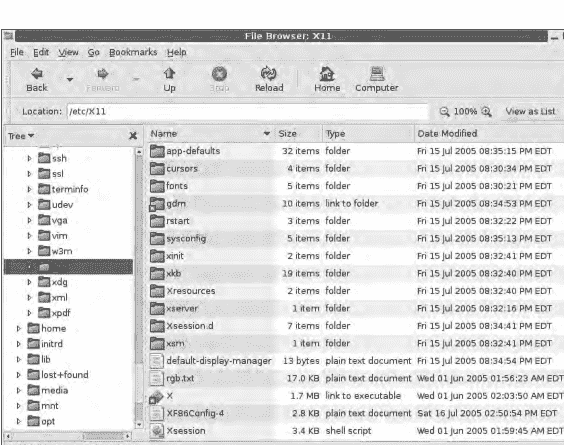 File Browser: X11
File Edit View Go Bookmarks Help
Back Forward Up Stop Reload Home Computer
Location: /etc/X11 100% View as List
Tree Name Size Type Date Modified
ssh
ssl
terminfo
udev
vga
vim
w3m
xdg
xml
xpdf
home
initrd
lib
lost+found
media
mnt
opt
app-defaults 32 items folder Fri 15 Jul 2005 08:35:15 PM EDT
cursors 4 items folder Fri 15 Jul 2005 08:30:34 PM EDT
fonts 5 items folder Fri 15 Jul 2005 08:30:21 PM EDT
gdm 10 items link to folder Fri 15 Jul 2005 08:34:53 PM EDT
rstart 3 items folder Fri 15 Jul 2005 08:32:22 PM EDT
sysconfig 5 items folder Fri 15 Jul 2005 08:35:13 PM EDT
xinit 2 items folder Fri 15 Jul 2005 08:32:41 PM EDT
xkb 19 items folder Fri 15 Jul 2005 08:32:40 PM EDT
Xresources 2 items folder Fri 15 Jul 2005 08:32:40 PM EDT
xserver 1 item folder Fri 15 Jul 2005 08:32:16 PM EDT
Xsession.d 7 items folder Fri 15 Jul 2005 08:34:41 PM EDT
xsm 1 item folder Fri 15 Jul 2005 08:32:41 PM EDT
default-display-manager 13 bytes plain text document Fri 15 Jul 2005 08:34:54 PM EDT
rgb.txt 17.0 KB plain text document Wed 01 Jun 2005 01:56:23 AM EDT
X 1.7 MB link to executable Wed 01 Jun 2005 02:03:50 AM EDT
XF86Config-4 2.8 KB plain text document Sat 16 Jul 2005 02:50:54 PM EDT
Xsession 3.4 KB shell script Wed 01 Jun 2005 01:59:45 AM EDT